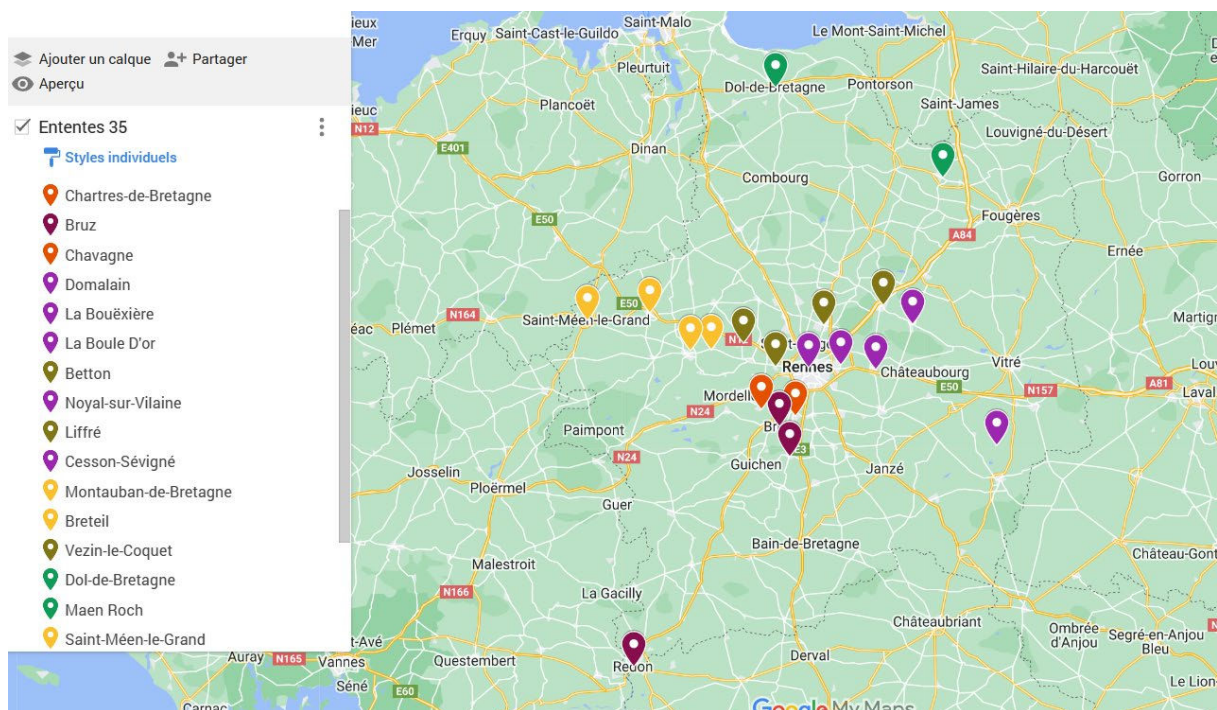 Ajouter un calque Partager
Aperçu
Ententes 35
Styles individuels
Chartres-de-Bretagne
Bruz
Chavagne
Domalain
La Bouëxière
La Boule D'or
Betton
Noyal-sur-Vilaine
Liffré
Cesson-Sévigné
Montauban-de-Bretagne
Breteil
Vezin-le-Coquet
Dol-de-Bretagne
Maen Roch
Saint-Méen-le-Grand
Saint-Malo
Erquy Saint-Cast-le-Guildo
Le Mont-Saint-Michel
Pleurtuit
Saint-Hilaire-du-Harcouët
Dol-de-Bretagne
Pontorson
Plancoët
Saint-James
N12
Louvigné-du-Désert
E401
Dinan
Combourg
Gorron
E50
Fougères
A84
Ernée
E50
N164
Plémet
Saint-Méen-le-Grand
N12
Rennes
Châteaubourg
Vitré
E50
N157
A81
Laval
N24
Paimpont
N24
E3
Guichen
Janzé
Josselin
Ploërmel
Guer
Bain-de-Bretagne
Malestroit
N166
La Gacilly
Châteaubriant
Ombrée
d'Anjou
Segré-en-Anjou
Bleu
Auray
N165
Vannes
Questembert
Redon
Derval
Séné
E60
Carnac
Google My Maps